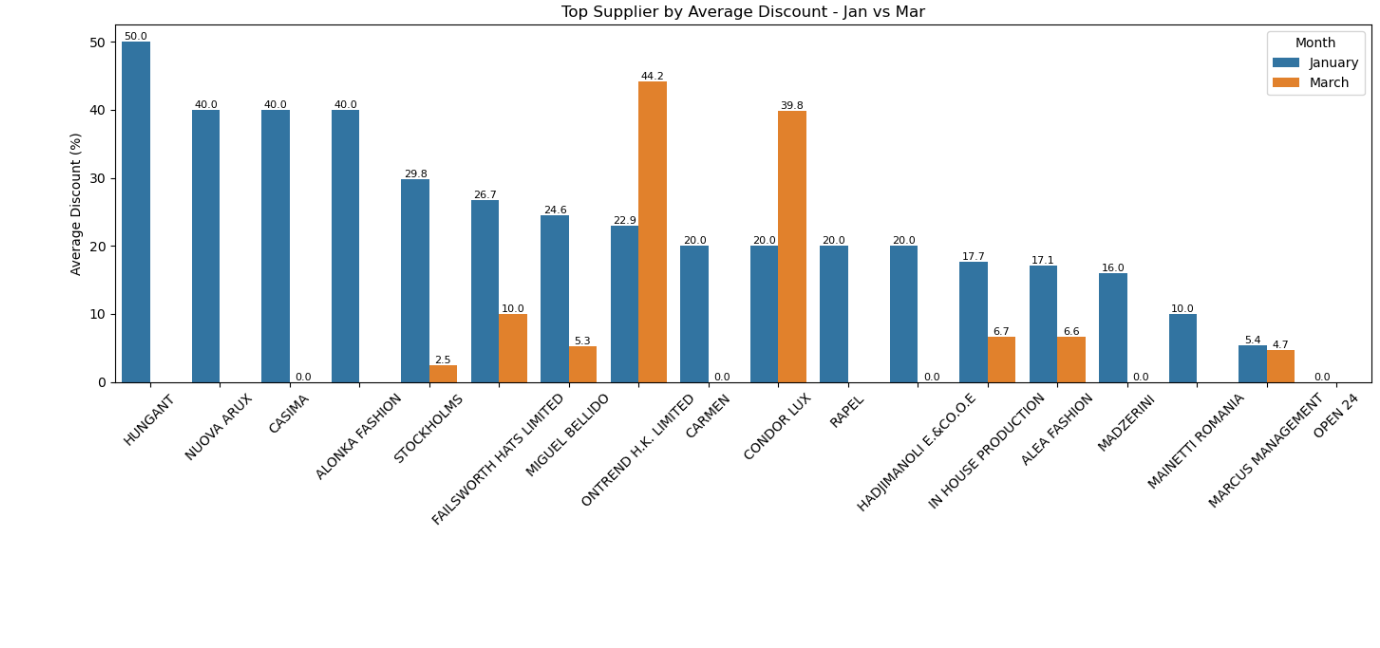 Top Supplier by Average Discount - Jan vs Mar
Average Discount (%)
50
40
30
20
10
0
Month
January
March
50.0
40.0
40.0
0.0
40.0
29.8
2.5
26.7
10.0
24.6
5.3
22.9
44.2
20.0
0.0
20.0
39.8
20.0
20.0
0.0
17.7
6.7
17.1
6.6
16.0
0.0
10.0
5.4
4.7
0.0
HUNGANT
NUOVA ARUX
CASIMA
ALONKA FASHION
STOCKHOLMS
FAILSWORTH HATS LIMITED
MIGUEL BELLIDO
ONTREND H.K. LIMITED
CARMEN
CONDOR LUX
RAPEL
HADJIMANOLI E.&CO.O.E
IN HOUSE PRODUCTION
ALEA FASHION
MADZERINI
MAINETTI ROMANIA
MARCUS MANAGEMENT
OPEN 24